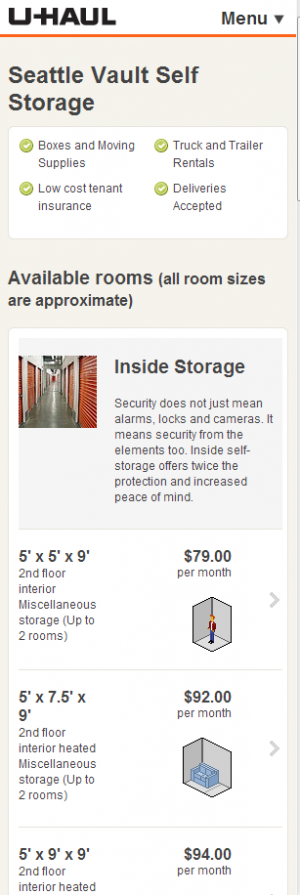 U-HAUL
Menu ▼
Seattle Vault Self
Storage
Boxes and Moving
Supplies
Truck and Trailer
Rentals
Low cost tenant
insurance
Deliveries
Accepted
Available rooms (all room sizes
are approximate)
Inside Storage
Security does not just mean
alarms, locks and cameras. It
means security from the
elements too. Inside self-
storage offers twice the
protection and increased
peace of mind.
5' x 5' x 9'
2nd floor
interior
Miscellaneous
storage (Up to
2 rooms)
$79.00
per month
5' x 7.5' x
9'
2nd floor
interior heated
Miscellaneous
storage (Up to
2 rooms)
$92.00
per month
5' x 9' x 9'
2nd floor
interior heated
$94.00
per month